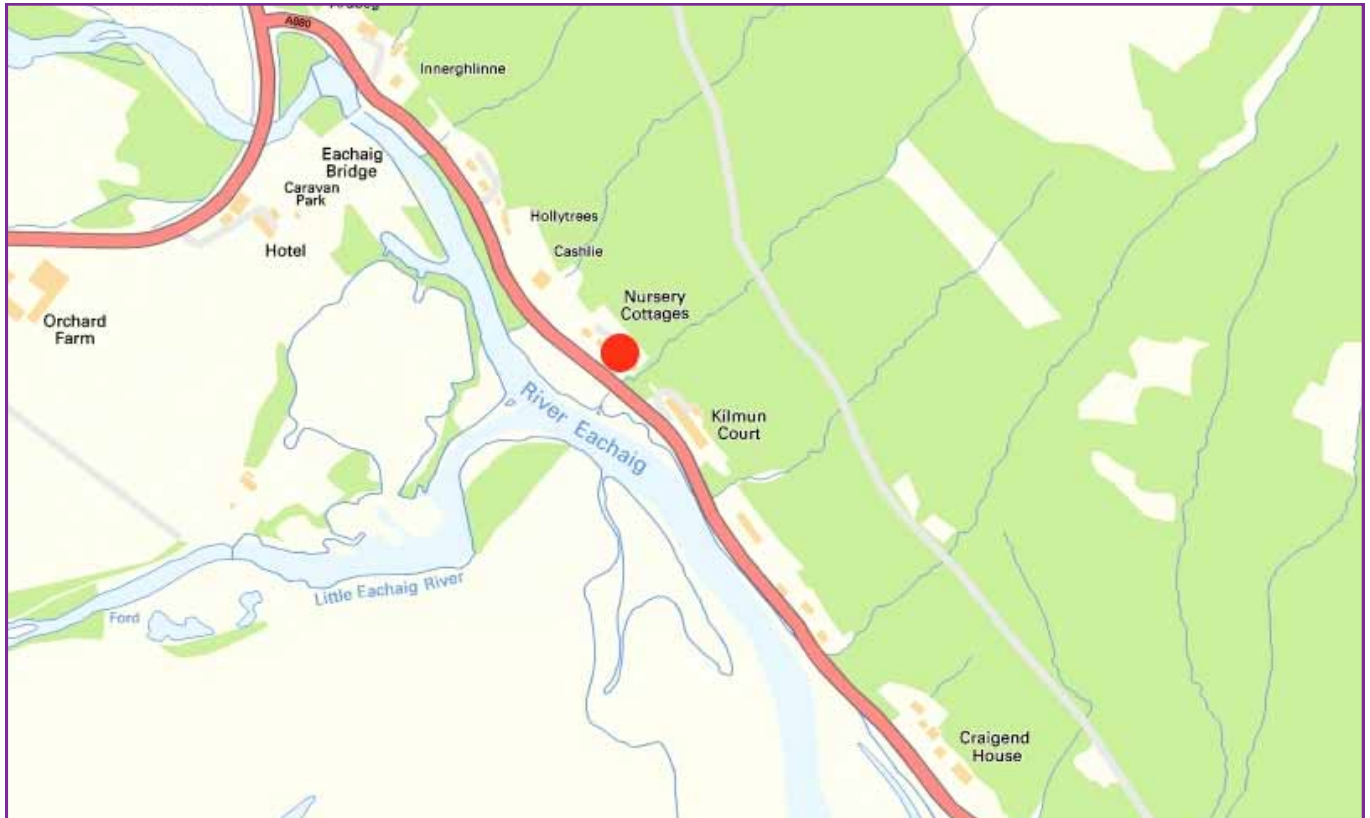 A880
Innerghlinne
Eachaig
Bridge
Caravan
Park
Hotel
Hollytrees
Cashlie
Nursery
Cottages
Orchard
Farm
River Eachaig
Kilmun
Court
Little Eachaig River
Ford
Craigend
House